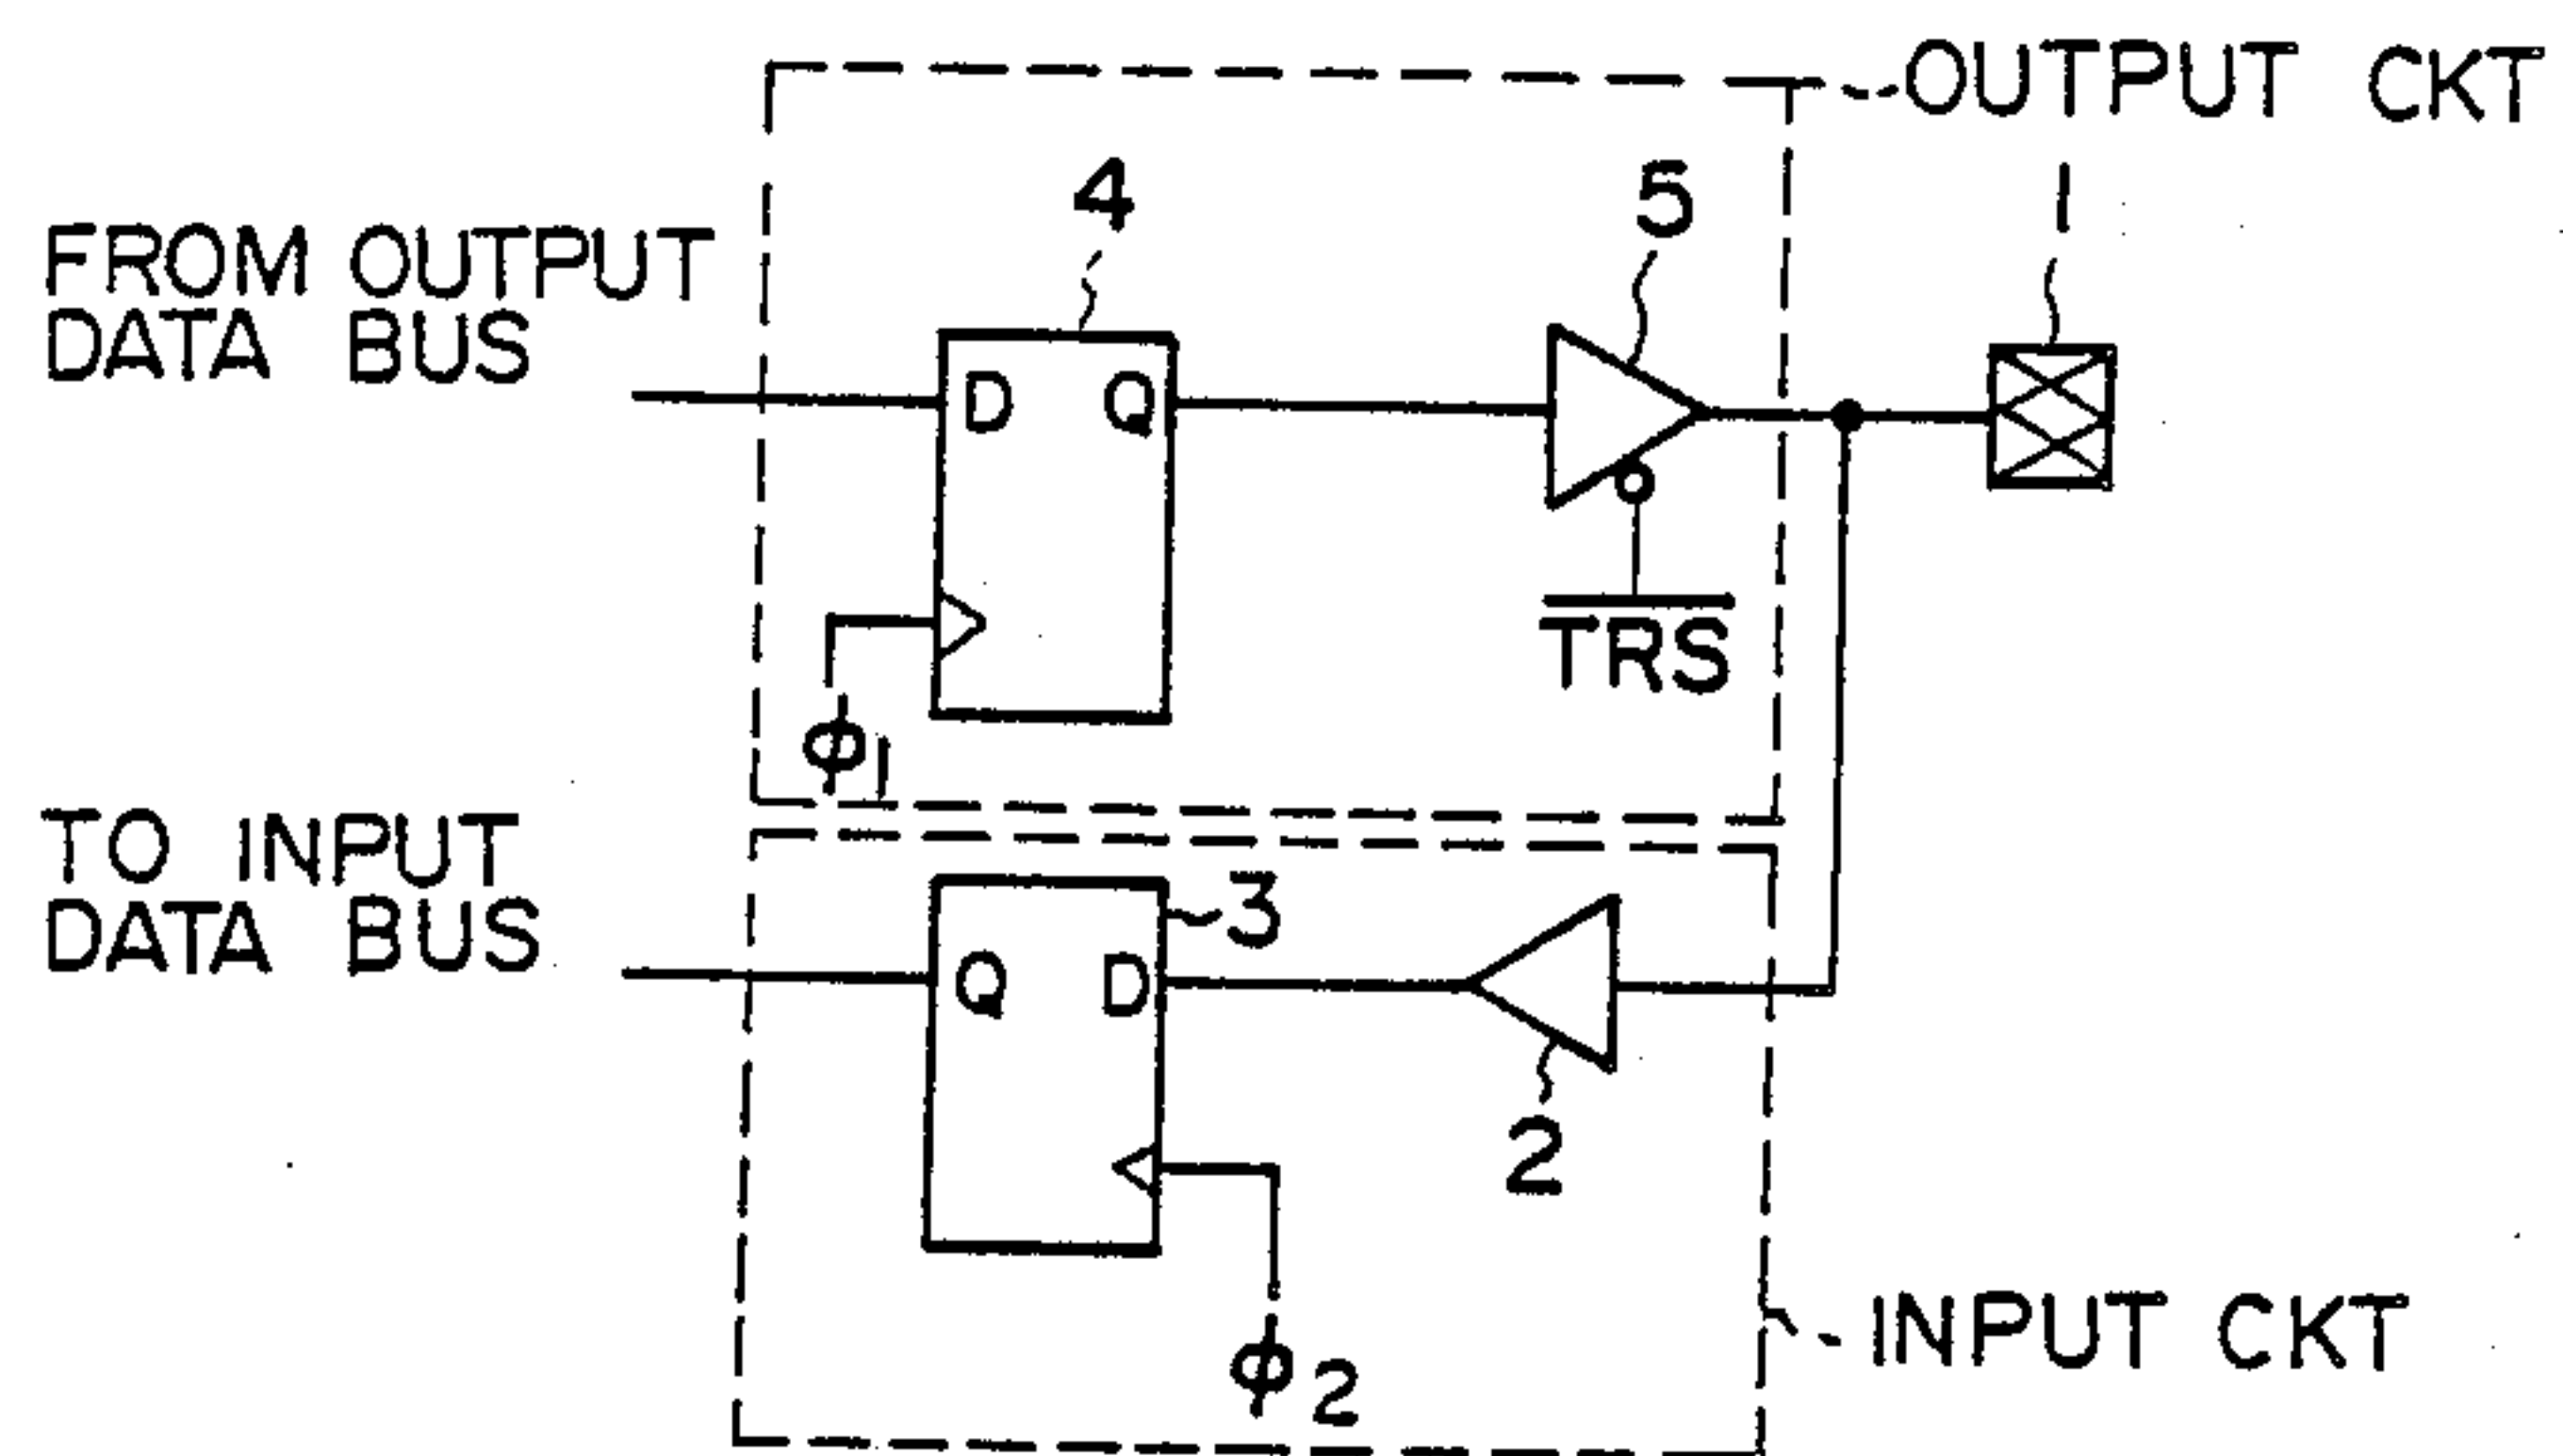 OUTPUT CKT
1
4
5
FROM OUTPUT
DATA BUS
D Q
TRS
φ1
TO INPUT
DATA BUS
3
Q D
2
φ2
INPUT CKT